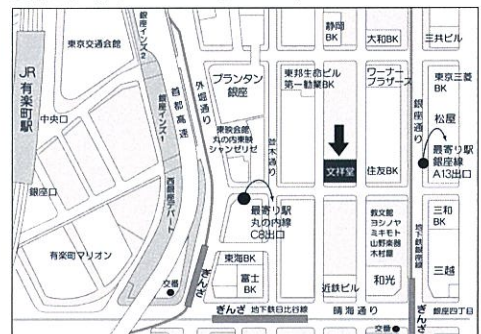 静岡
BK
大和BK
三共ビル
東京交通会館
銀座インズ2
首都高速
外堀通り
プランタン
銀座
東邦生命ビル
第一勧業BK
ワーナー
ブラザーズ
銀座通り
東京三菱
BK
松屋
JR
有楽町駅
中央口
銀座インズ1
東映会館
丸の内東映
シャンゼリゼ
並木通り
最寄り駅
銀座線
A13出口
文祥堂
住友BK
銀座口
西銀座デパート
最寄り駅
丸の内線
C8出口
教文館
ヨシノヤ
ミキモト
山野楽器
木村屋
地下鉄銀座線
三和
BK
有楽町マリオン
東海BK
富士
BK
近鉄ビル
和光
三越
交番
ぎんざ
ぎんざ
地下鉄日比谷線
晴海通り
ぎんざ
銀座四丁目
交番